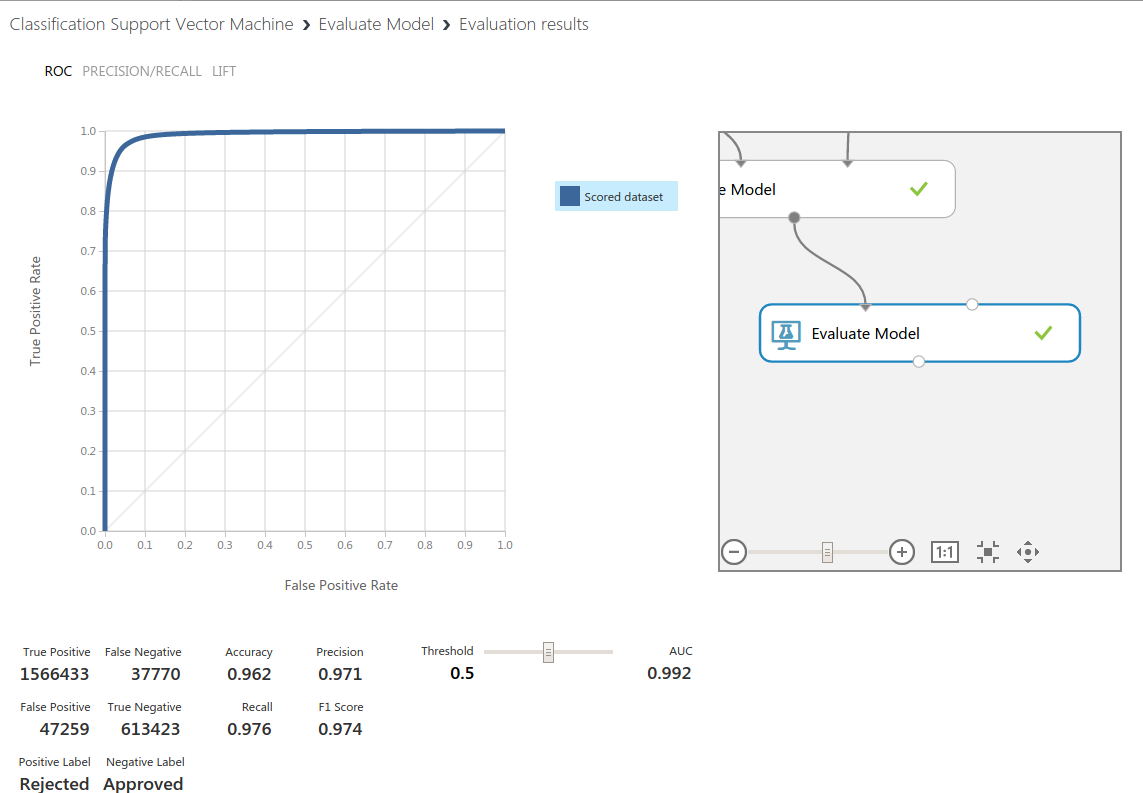 Classification Support Vector Machine › Evaluate Model › Evaluation results
ROC PRECISION/RECALL LIFT
1.0
0.9
0.8
0.7
0.6
0.5
0.4
0.3
0.2
0.1
0.0
True Positive Rate
0.0 0.1 0.2 0.3 0.4 0.5 0.6 0.7 0.8 0.9 1.0
False Positive Rate
Scored dataset
e Model
Evaluate Model
1:1
True Positive False Negative Accuracy Precision Threshold AUC
1566433 37770 0.962 0.971 0.5 0.992
False Positive True Negative Recall F1 Score
47259 613423 0.976 0.974
Positive Label Negative Label
Rejected Approved